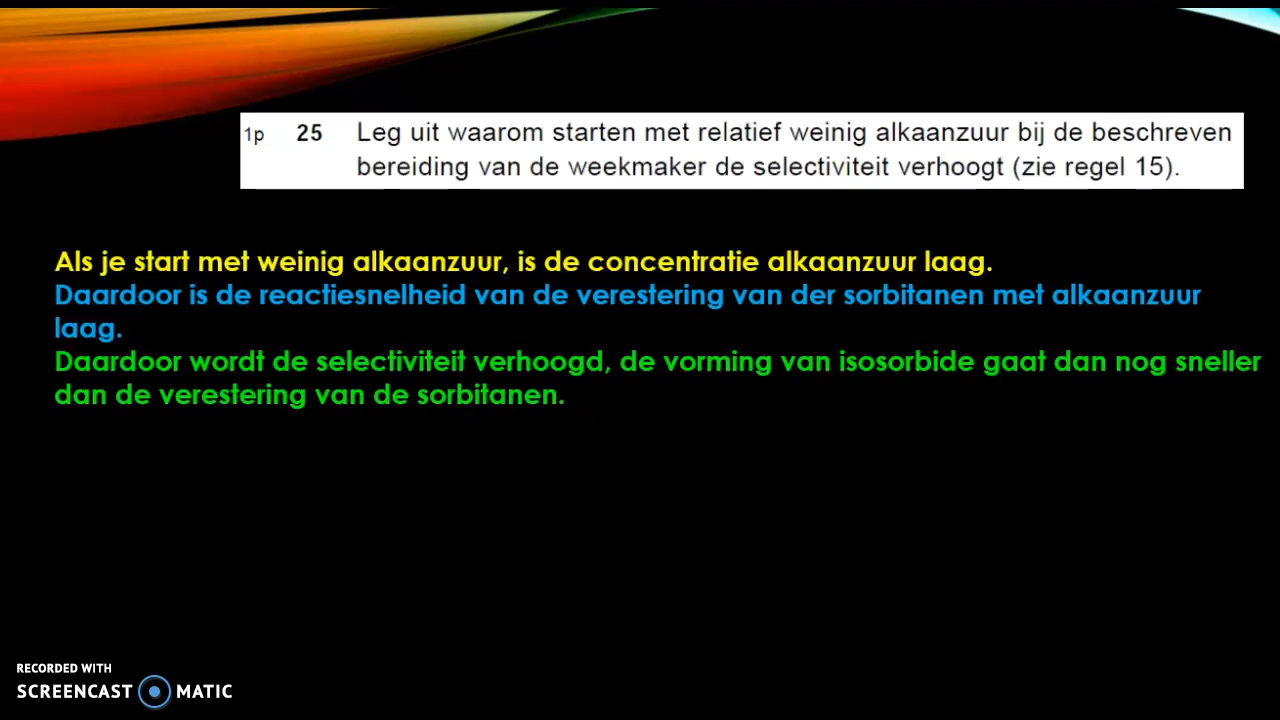 1p 25 Leg uit waarom starten met relatief weinig alkaanzuur bij de beschreven
bereiding van de weekmaker de selectiviteit verhoogt (zie regel 15).
Als je start met weinig alkaanzuur, is de concentratie alkaanzuur laag.
Daardoor is de reactiesnelheid van de verestering van der sorbitanen met alkaanzuur
laag.
Daardoor wordt de selectiviteit verhoogd, de vorming van isosorbide gaat dan nog sneller
dan de verestering van de sorbitanen.
RECORDED WITH
SCREENCAST MATIC